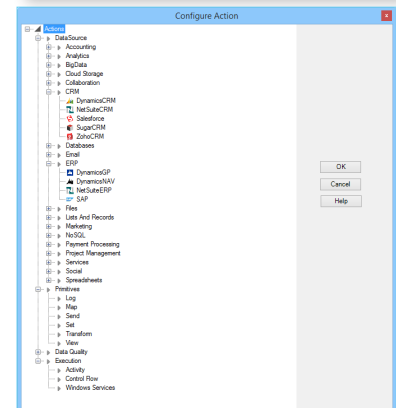 Configure Action
x
Actions
DataSource
Accounting
Analytics
BigData
Cloud Storage
Collaboration
CRM
DynamicsCRM
NetSuiteCRM
Salesforce
SugarCRM
ZohoCRM
Databases
Email
ERP
DynamicsGP
DynamicsNAV
NetSuiteERP
SAP
Files
Lists And Records
Marketing
NoSQL
Payment Processing
Project Management
Services
Social
Spreadsheets
Primitives
Log
Map
Send
Set
Transform
View
Data Quality
Execution
Activity
Control Flow
Windows Services
OK
Cancel
Help